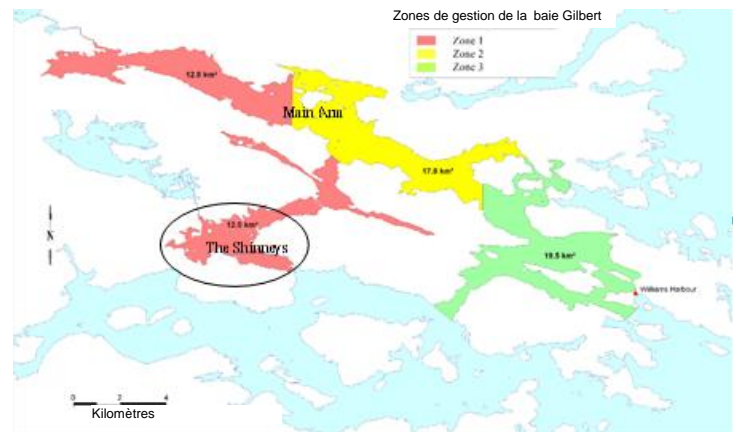 Zones de gestion de la baie Gilbert
Zone 1
Zone 2
Zone 3
12.8 km²
Main Arm
17.8 km²
12.5 km²
The Shinneys
N
19.5 km²
Williams Harbour
0 2 4
Kilomètres